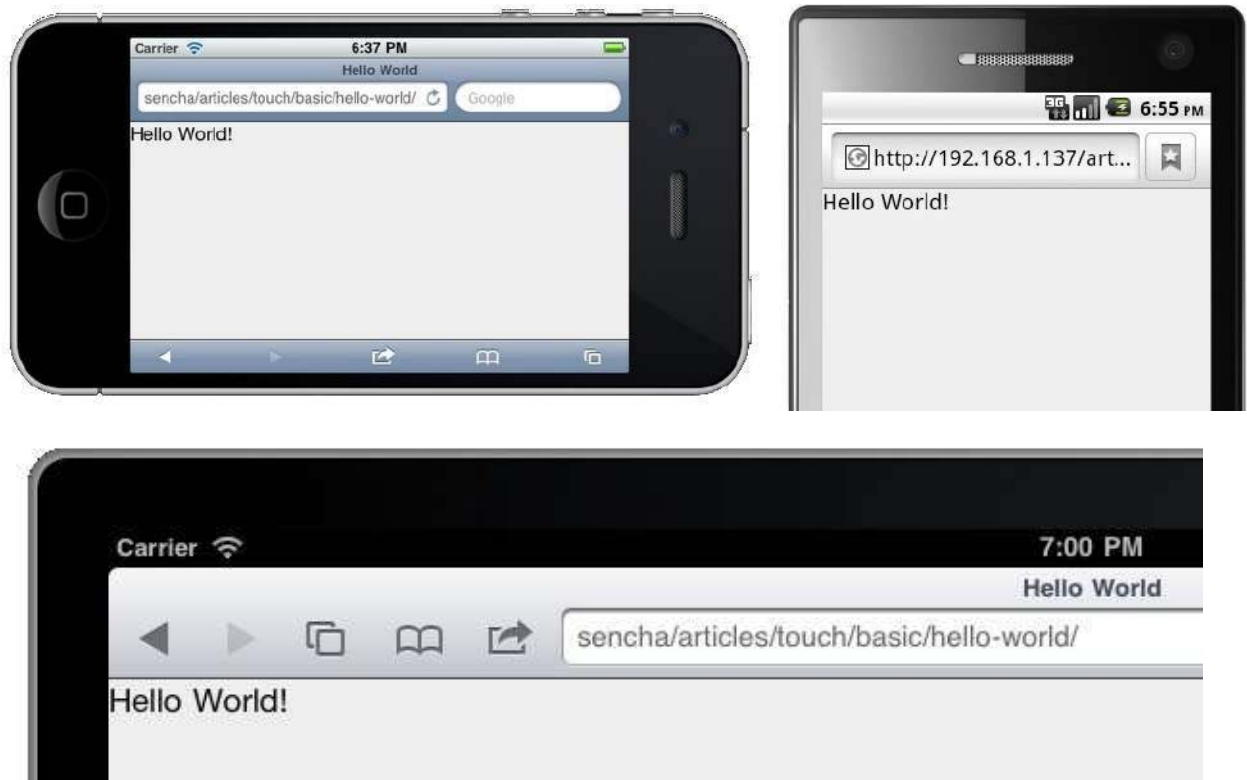 Carrier 6:37 PM
Hello World
sencha/articles/touch/basic/hello-world/ Google
Hello World!
3G 6:55 PM
http://192.168.1.137/art...
Hello World!
Carrier 7:00 PM
Hello World
sencha/articles/touch/basic/hello-world/
Hello World!